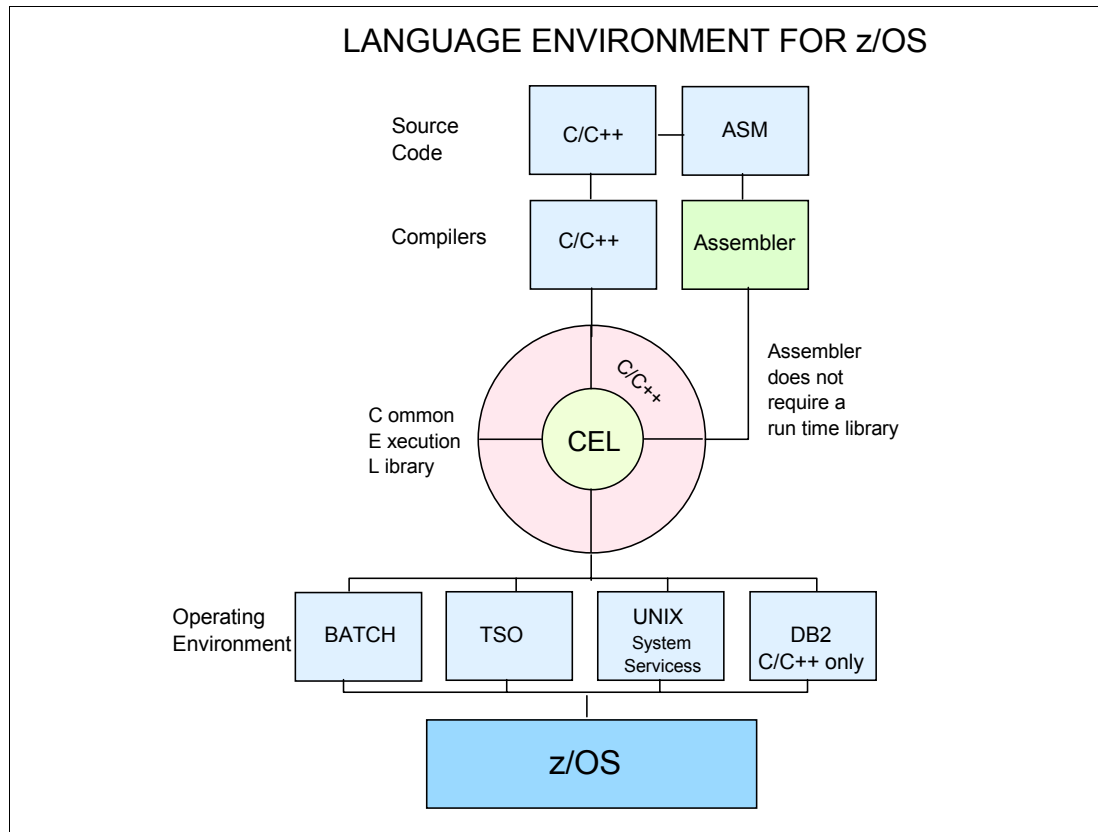 LANGUAGE ENVIRONMENT FOR z/OS
Source
Code
C/C++
ASM
Compilers
C/C++
Assembler
C/C++
CEL
C ommon
E xecution
L ibrary
Assembler
does not
require a
run time library
Operating
Environment
BATCH
TSO
UNIX
System
Servicess
DB2
C/C++ only
z/OS